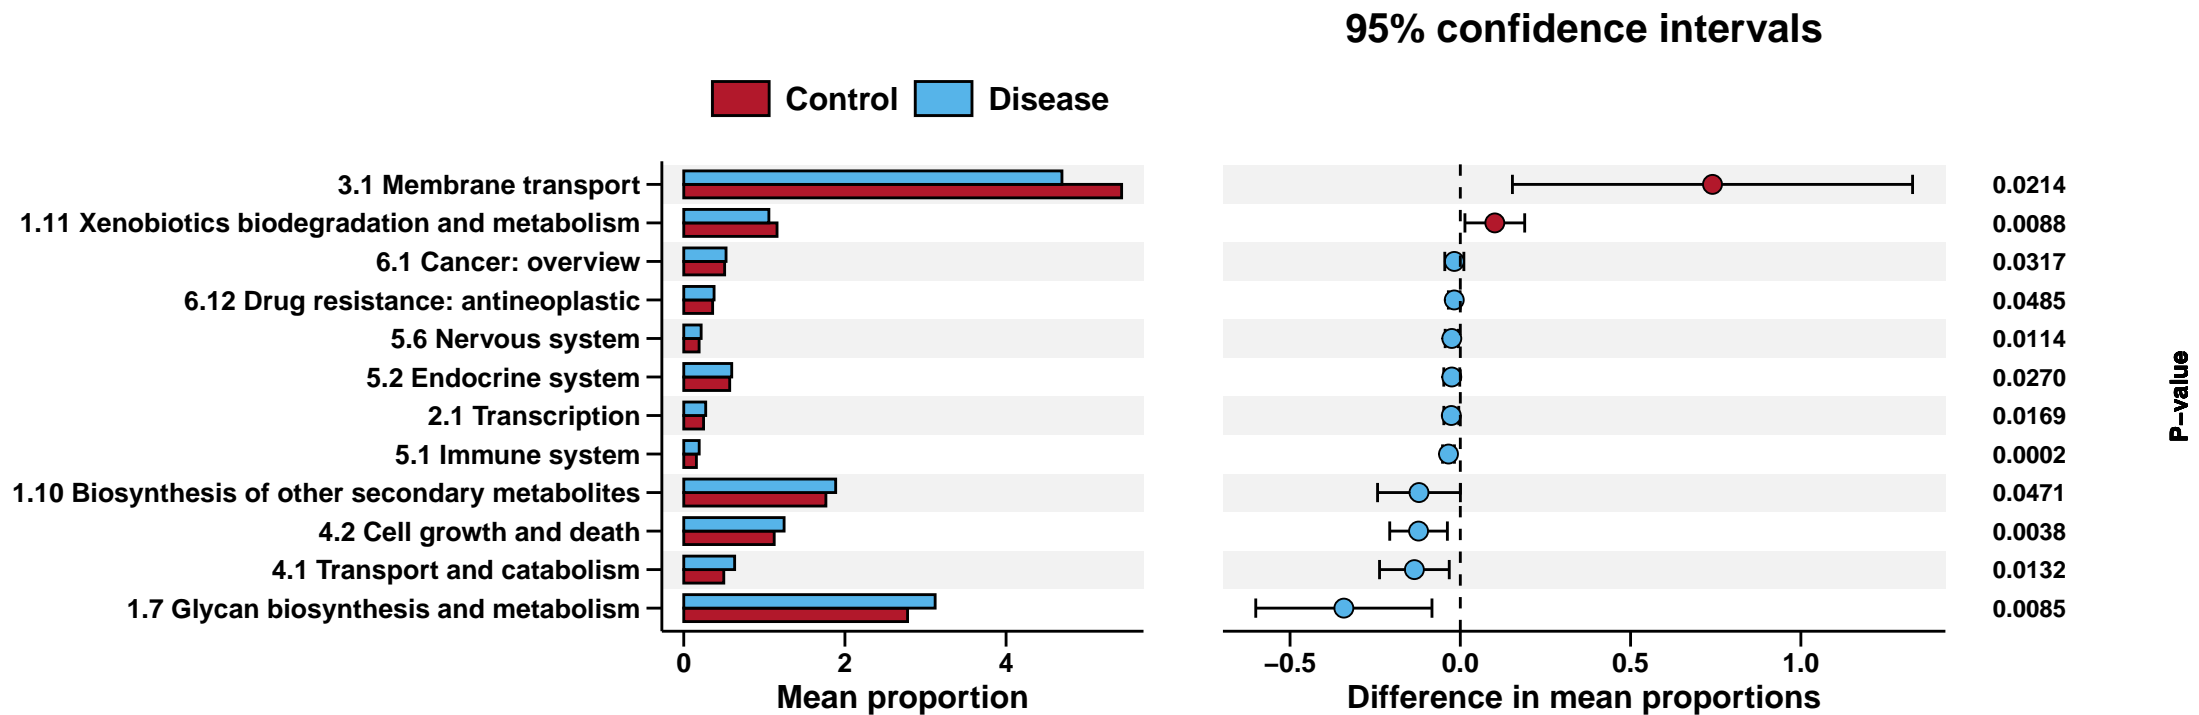 95% confidence intervals
Control Disease
3.1 Membrane transport 0.0214
1.11 Xenobiotics biodegradation and metabolism 0.0088
6.1 Cancer: overview 0.0317
6.12 Drug resistance: antineoplastic 0.0485
5.6 Nervous system 0.0114
5.2 Endocrine system 0.0270
2.1 Transcription 0.0169
5.1 Immune system 0.0002
1.10 Biosynthesis of other secondary metabolites 0.0471
4.2 Cell growth and death 0.0038
4.1 Transport and catabolism 0.0132
1.7 Glycan biosynthesis and metabolism 0.0085
P−value
0 2 4 −0.5 0.0 0.5 1.0
Mean proportion Difference in mean proportions